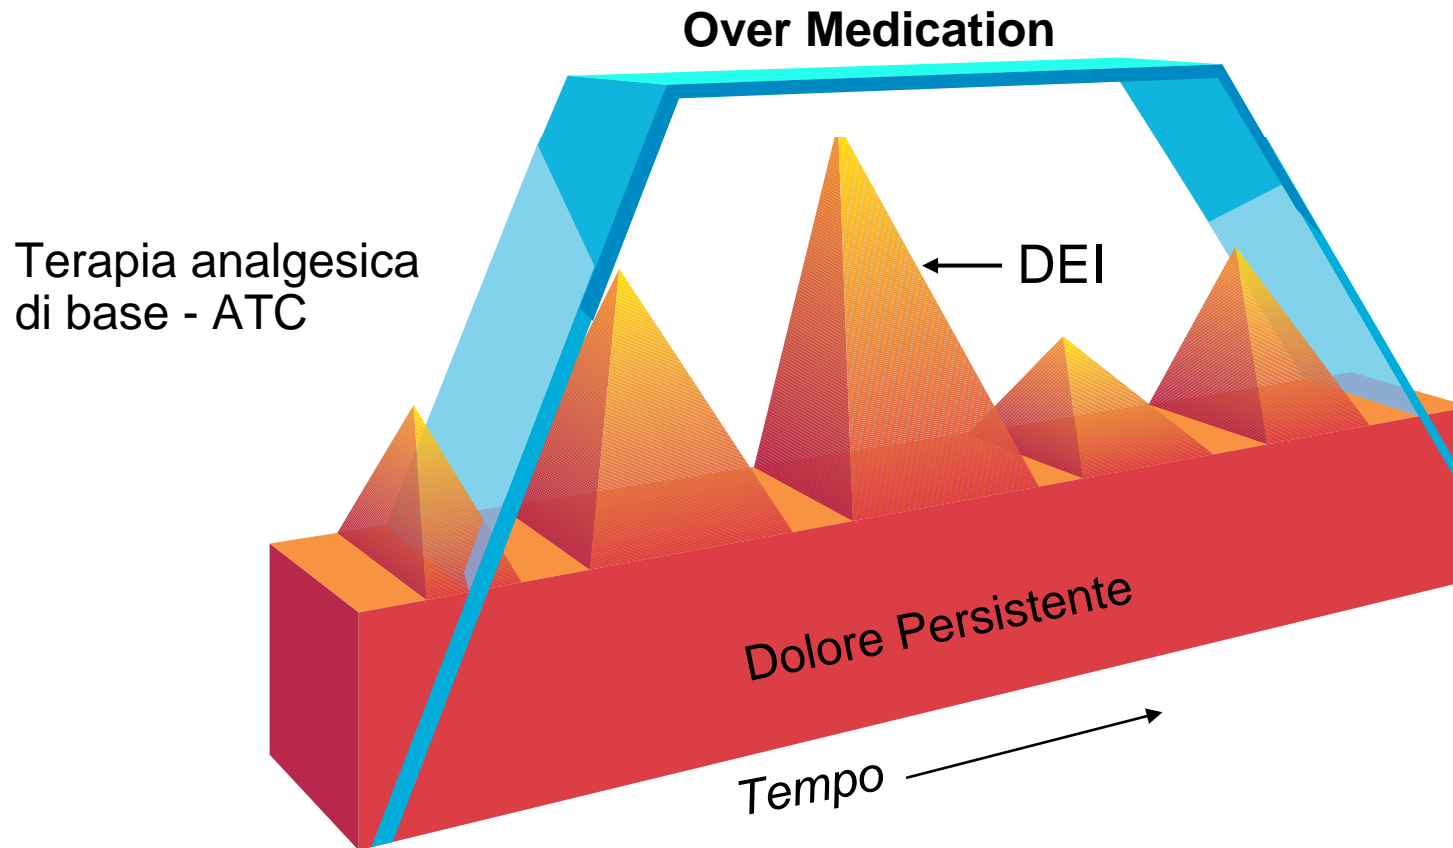 Over Medication
Terapia analgesica
di base - ATC
DEI
Dolore Persistente
Tempo